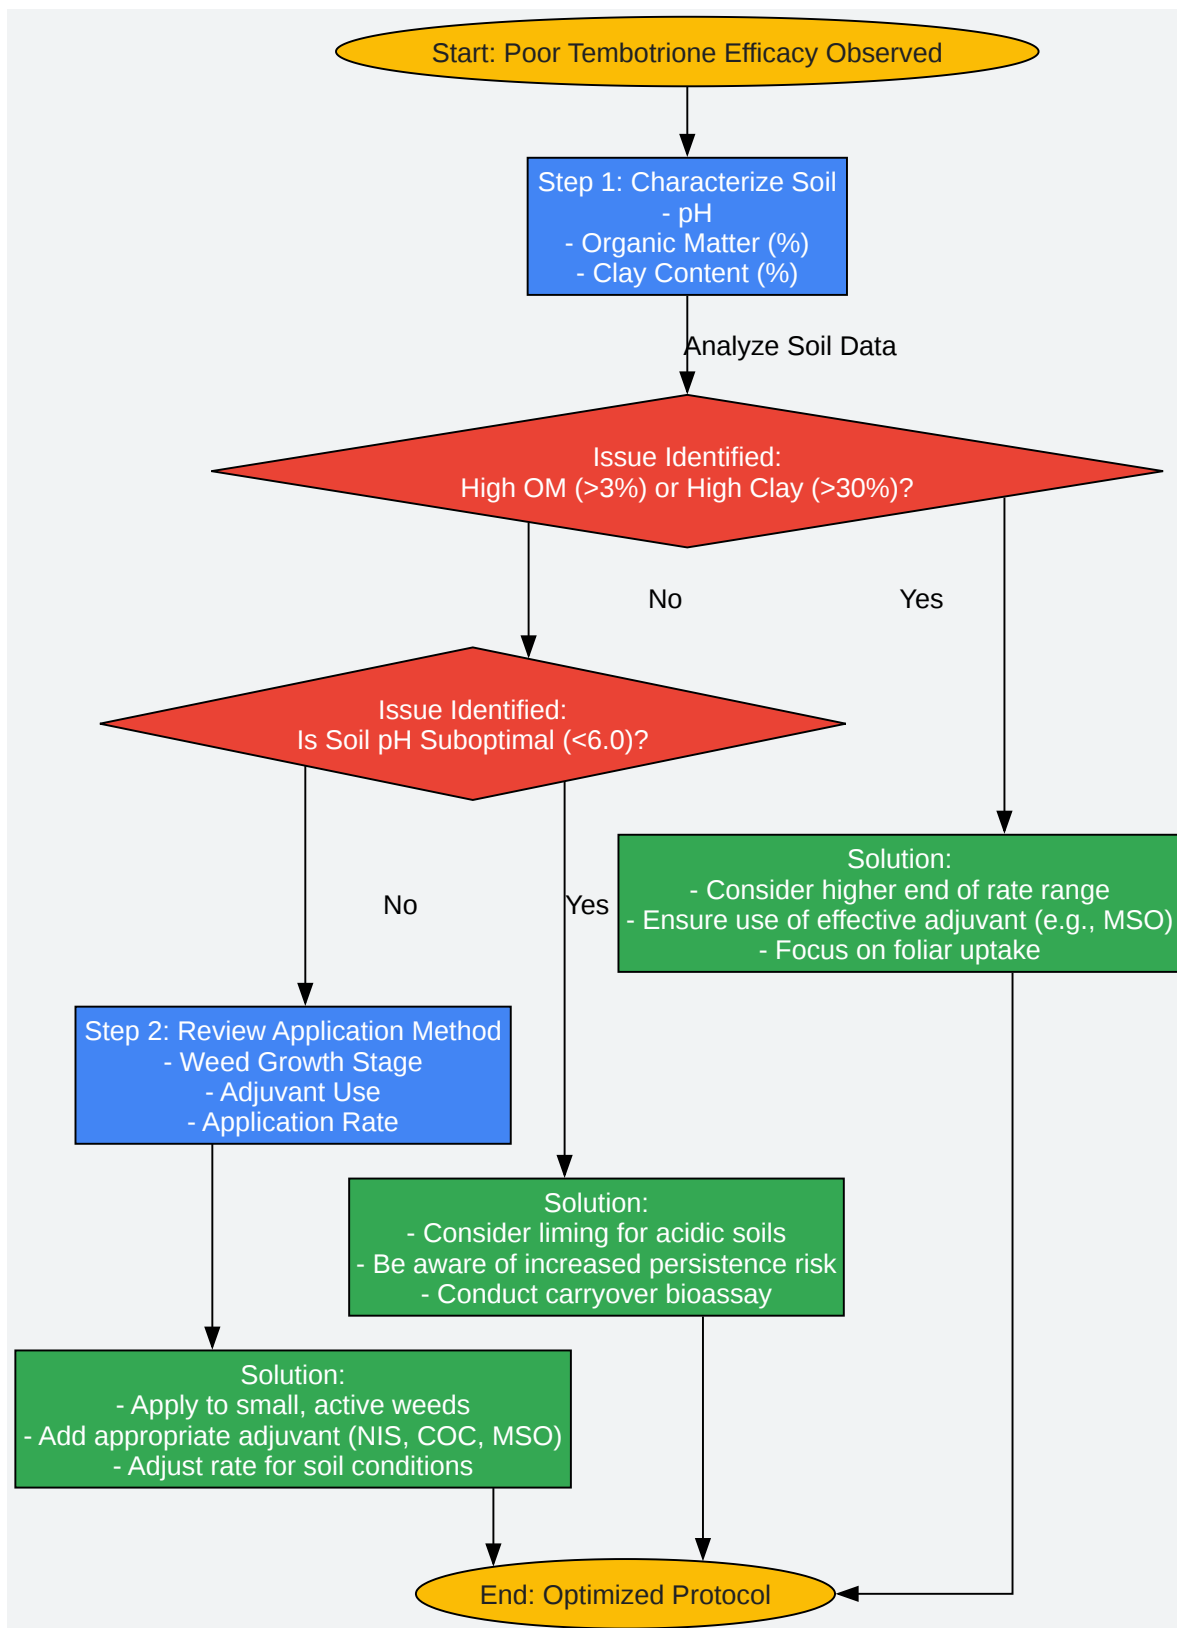 Start: Poor Tembotrione Efficacy Observed
Step 1: Characterize Soil
- pH
- Organic Matter (%)
- Clay Content (%)
Analyze Soil Data
Issue Identified:
High OM (>3%) or High Clay (>30%)?
No
Yes
Issue Identified:
Is Soil pH Suboptimal (<6.0)?
No
Yes
Solution:
- Consider higher end of rate range
- Ensure use of effective adjuvant (e.g., MSO)
- Focus on foliar uptake
Step 2: Review Application Method
- Weed Growth Stage
- Adjuvant Use
- Application Rate
Solution:
- Consider liming for acidic soils
- Be aware of increased persistence risk
- Conduct carryover bioassay
Solution:
- Apply to small, active weeds
- Add appropriate adjuvant (NIS, COC, MSO)
- Adjust rate for soil conditions
End: Optimized Protocol